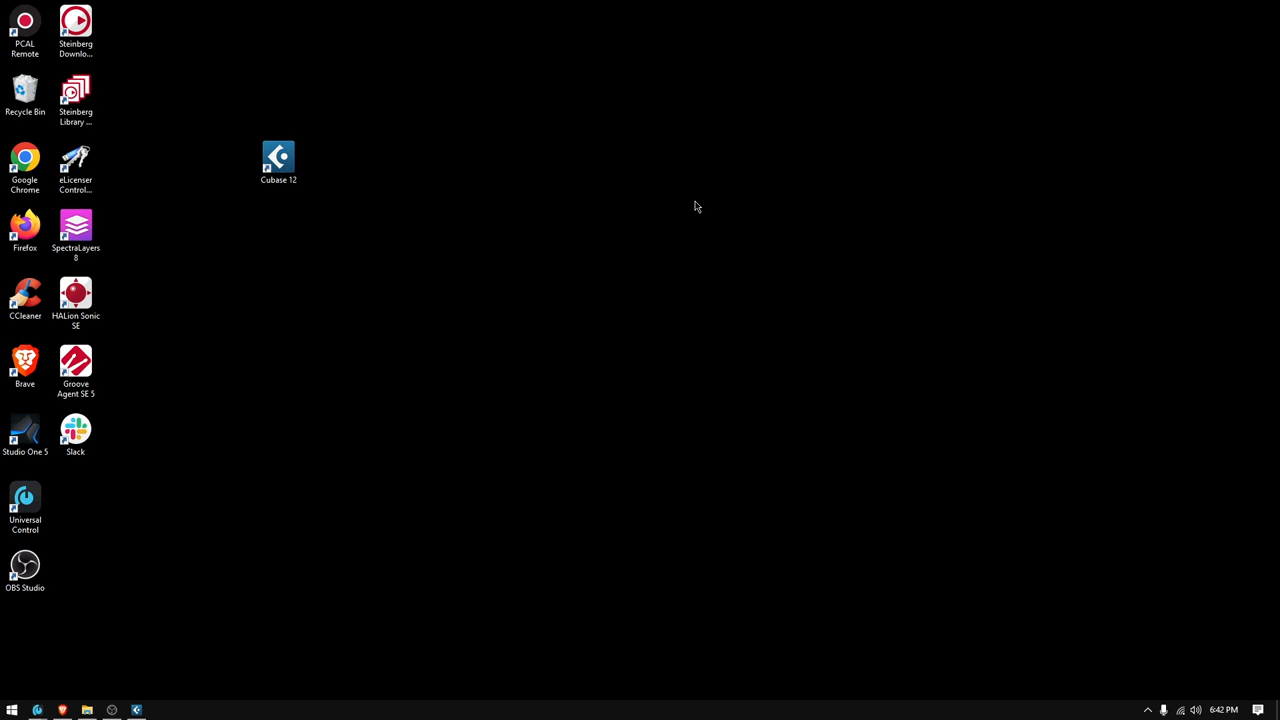 PCAL
Remote
Steinberg
Downlo...
Recycle Bin
Steinberg
Library ...
Google
Chrome
eLicenser
Control...
Cubase 12
Firefox
SpectraLayers
8
CCleaner
HALion Sonic
SE
Brave
Groove
Agent SE 5
Studio One 5
Slack
Universal
Control
OBS Studio
6:42 PM